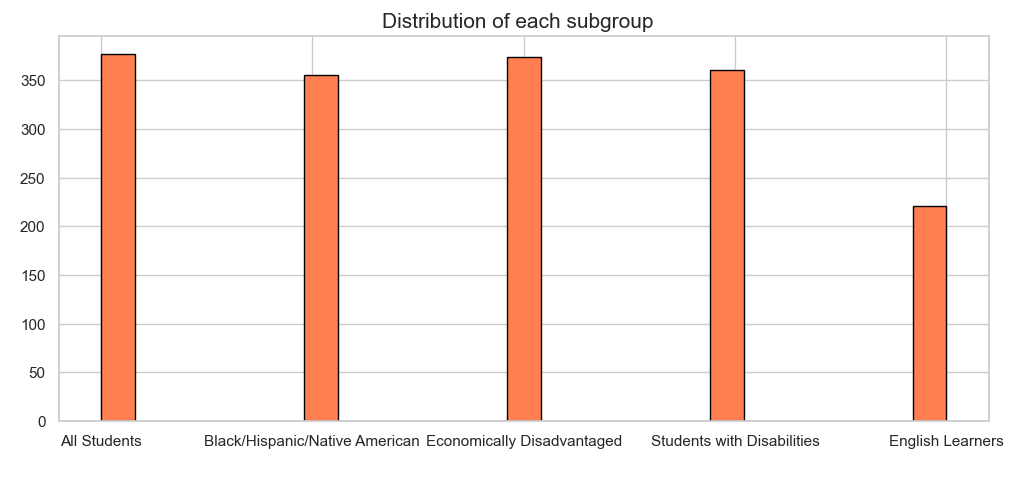 Distribution of each subgroup
350
300
250
200
150
100
50
0
All Students
Black/Hispanic/Native American
Economically Disadvantaged
Students with Disabilities
English Learners